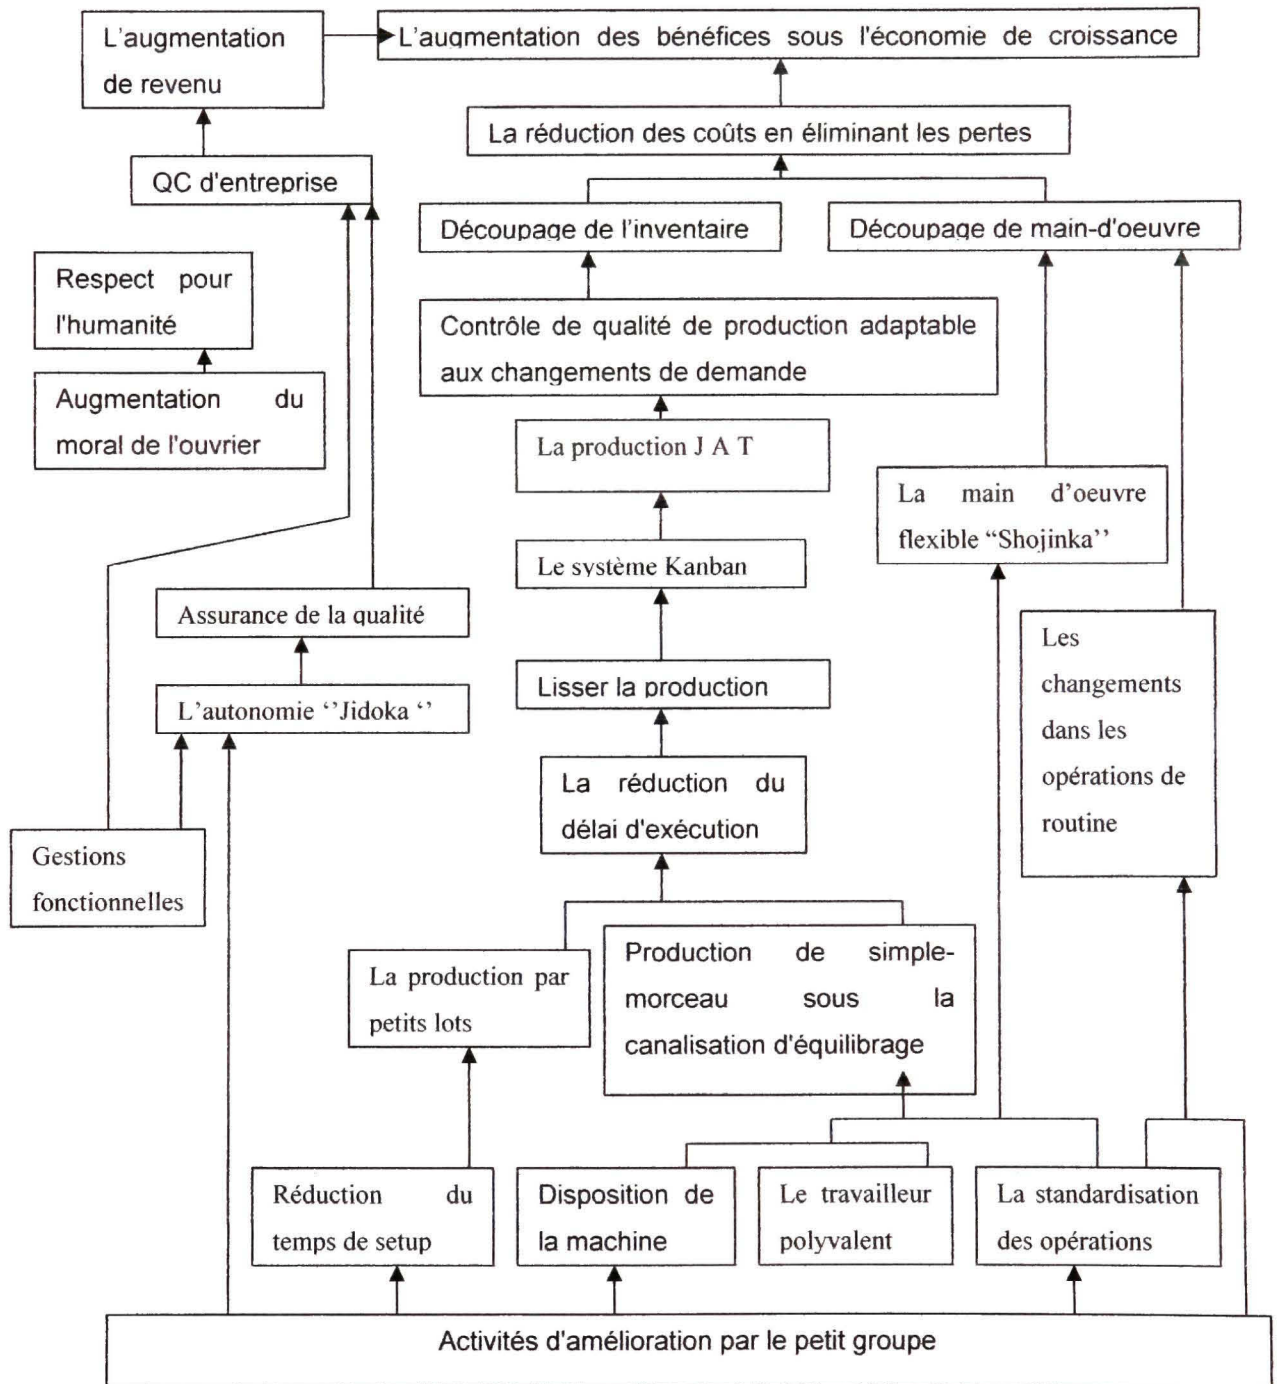 L'augmentation
de revenu
L'augmentation des bénéfices sous l'économie de croissance
La réduction des coûts en éliminant les pertes
QC d'entreprise
Découpage de l'inventaire
Découpage de main-d'oeuvre
Respect pour
l'humanité
Contrôle de qualité de production adaptable
aux changements de demande
Augmentation du
moral de l'ouvrier
La production J A T
La main d'oeuvre
flexible “Shojinka’’
Le système Kanban
Assurance de la qualité
Les
changements
dans les
opérations de
routine
Lisser la production
L'autonomie ‘’Jidoka ‘’
La réduction du
délai d'exécution
Gestions
fonctionnelles
La production par
petits lots
Production de simple-
morceau sous la
canalisation d'équilibrage
Réduction du
temps de setup
Disposition de
la machine
Le travailleur
polyvalent
La standardisation
des opérations
Activités d'amélioration par le petit groupe